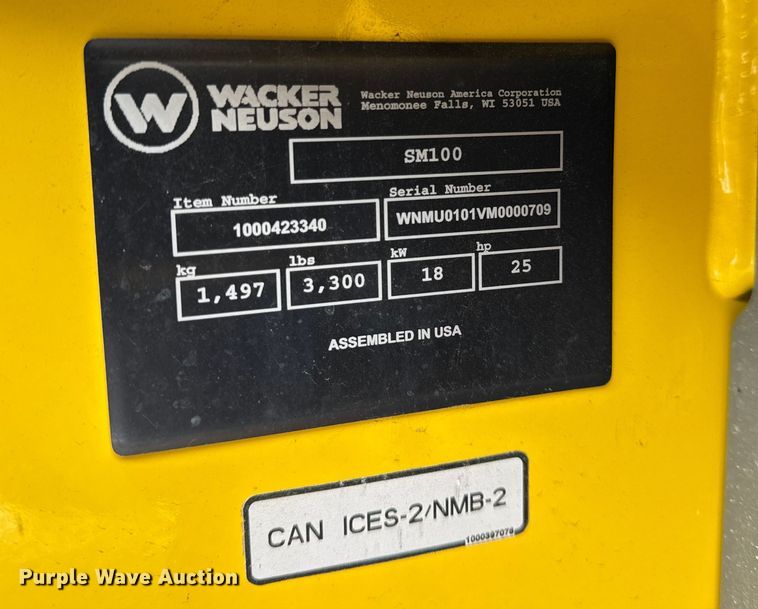 W
WACKER
NEUSON
Wacker Neuson America Corporation
Menomonee Falls, WI 53051 USA
SM100
Item Number
Serial Number
1000423340
WNMU0101VM0000709
kg
lbs
kW
hp
1,497
3,300
18
25
ASSEMBLED IN USA
CAN ICES-2/NMB-2
1000397076
Purple Wave Auction